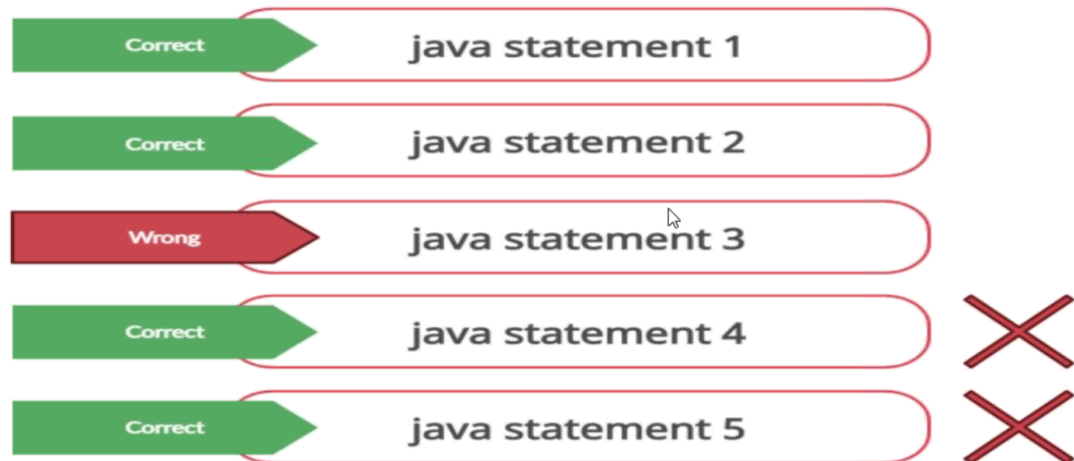 Correct java statement 1
Correct java statement 2
Wrong java statement 3
Correct java statement 4
Correct java statement 5